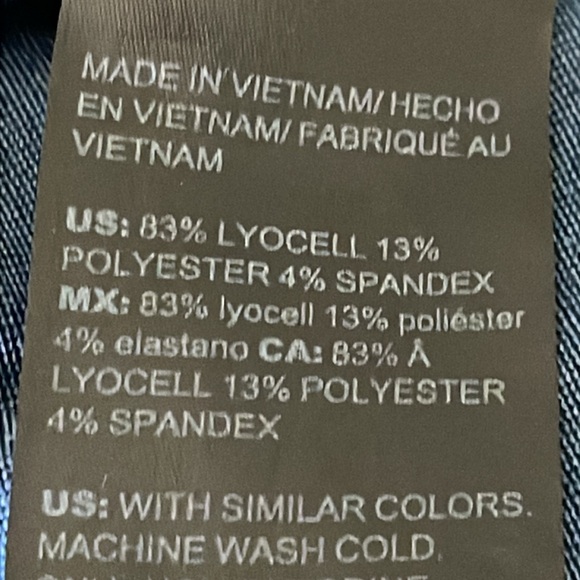 MADE IN VIETNAM/ HECHO
EN VIETNAM/ FABRIQUÉ AU
VIETNAM
US: 83% LYOCELL 13%
POLYESTER 4% SPANDEX
MX: 83% lyocell 13% poliéster
4% elastano CA: 83% Â
LYOCELL 13% POLYESTER
4% SPANDEX
US: WITH SIMILAR COLORS.
MACHINE WASH COLD.